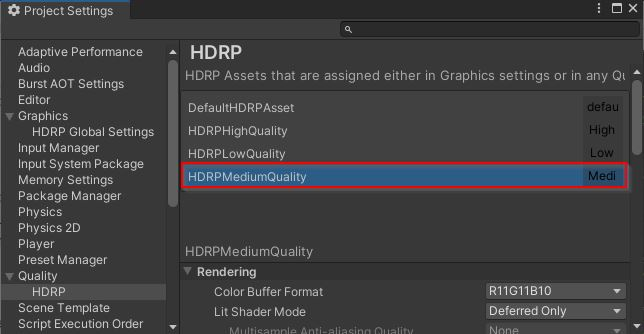 Project Settings
Adaptive Performance
Audio
Burst AOT Settings
Editor
Graphics
HDRP Global Settings
Input Manager
Input System Package
Memory Settings
Package Manager
Physics
Physics 2D
Player
Preset Manager
Quality
HDRP
Scene Template
Script Execution Order
HDRP
HDRP Assets that are assigned either in Graphics settings or in any Qu
DefaultHDRPAsset defau
HDRPHighQuality High
HDRPLowQuality Low
HDRPMediumQuality Medi
HDRPMediumQuality
Rendering
Color Buffer Format R11G11B10
Lit Shader Mode Deferred Only
Multisample Anti-aliasing Quality None